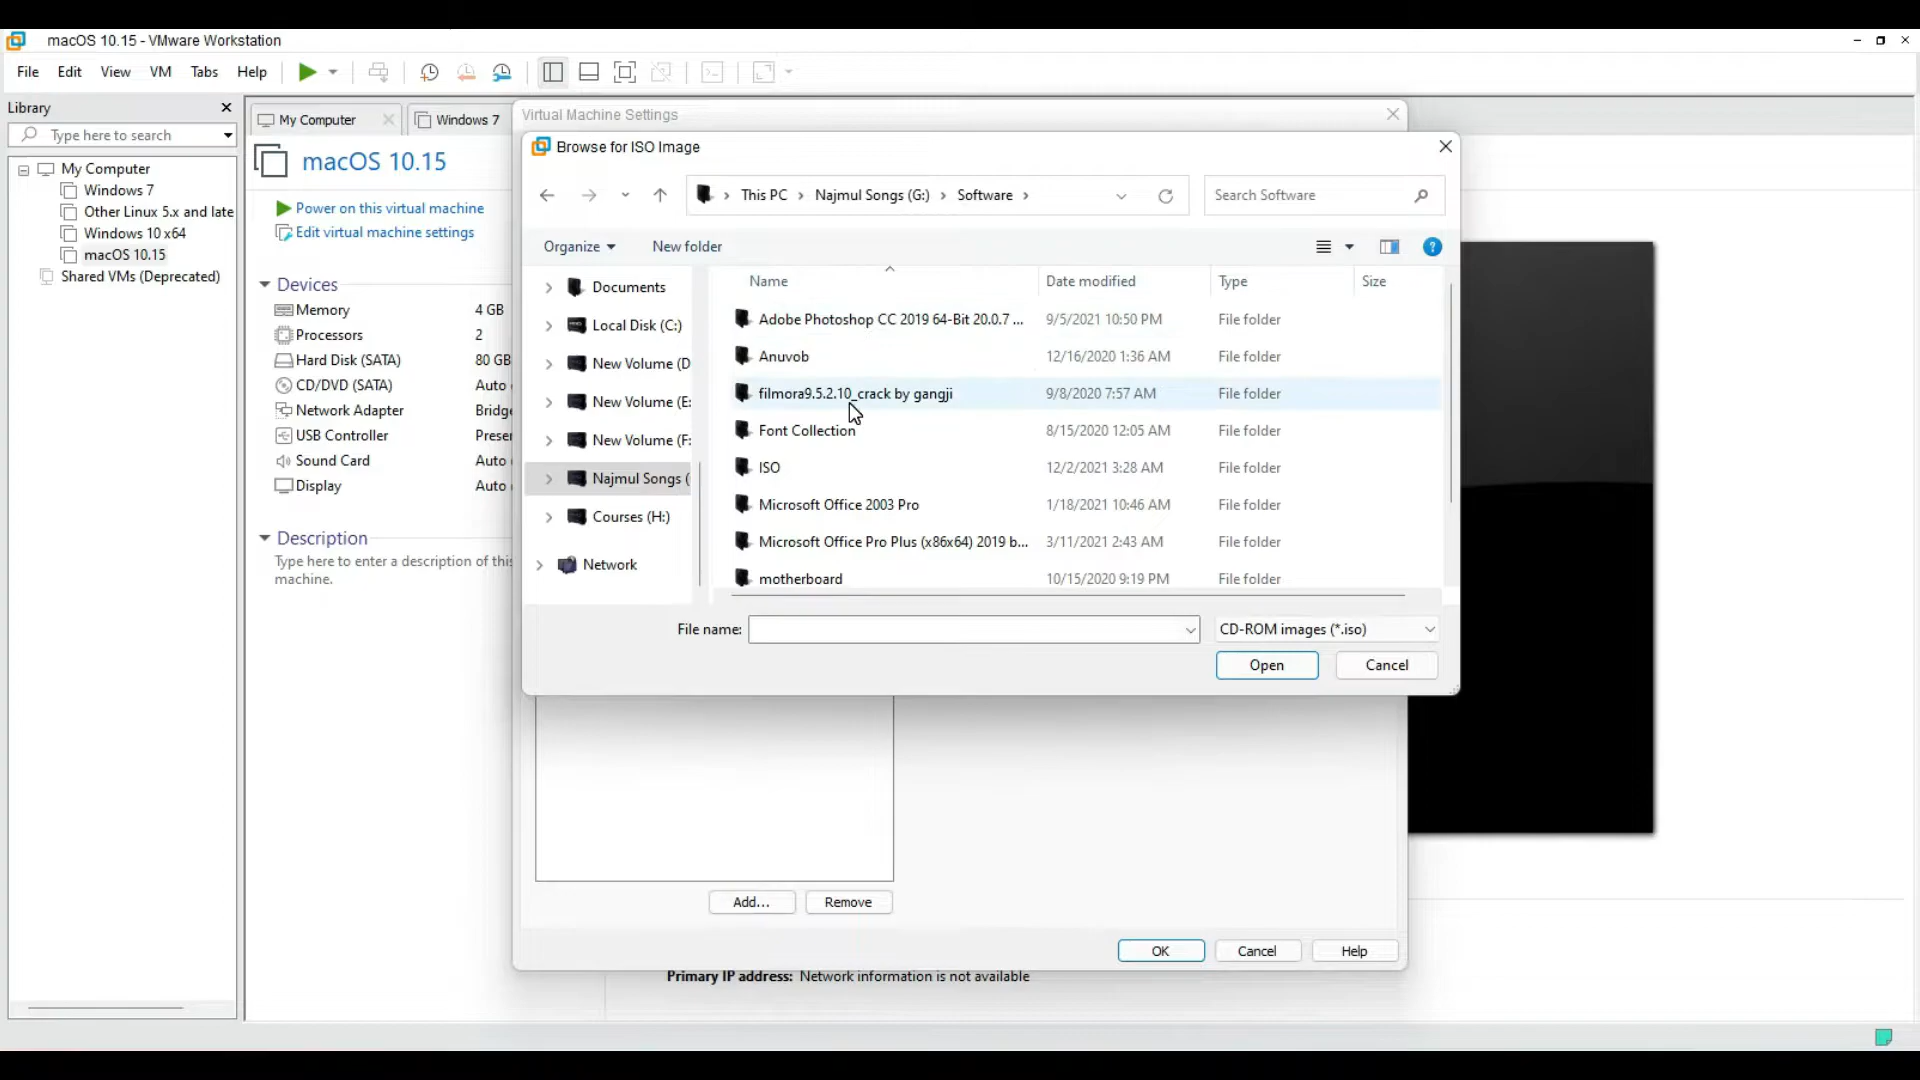 macOS 10.15 - VMware Workstation
File Edit View VM Tabs Help
Library
Type here to search
My Computer
Windows 7
Other Linux 5.x and late
Windows 10 x64
macOS 10.15
Shared VMs (Deprecated)
My Computer
Windows 7
macOS 10.15
Power on this virtual machine
Edit virtual machine settings
Devices
Memory 4 GB
Processors 2
Hard Disk (SATA) 80 GB
CD/DVD (SATA) Auto
Network Adapter Bridge
USB Controller Presen
Sound Card Auto
Display Auto
Description
Type here to enter a description of this
machine.
Virtual Machine Settings
Browse for ISO Image
This PC › Najmul Songs (G:) › Software ›
Search Software
Organize New folder
Documents
Local Disk (C:)
New Volume (D
New Volume (E:
New Volume (F:
Najmul Songs (
Courses (H:)
Network
Name Date modified Type Size
Adobe Photoshop CC 2019 64-Bit 20.0.7 ... 9/5/2021 10:50 PM File folder
Anuvob 12/16/2020 1:36 AM File folder
filmora9.5.2.10_crack by gangji 9/8/2020 7:57 AM File folder
Font Collection 8/15/2020 12:05 AM File folder
ISO 12/2/2021 3:28 AM File folder
Microsoft Office 2003 Pro 1/18/2021 10:46 AM File folder
Microsoft Office Pro Plus (x86x64) 2019 b... 3/11/2021 2:43 AM File folder
motherboard 10/15/2020 9:19 PM File folder
File name: CD-ROM images (*.iso)
Open Cancel
Add... Remove
OK Cancel Help
Primary IP address: Network information is not available